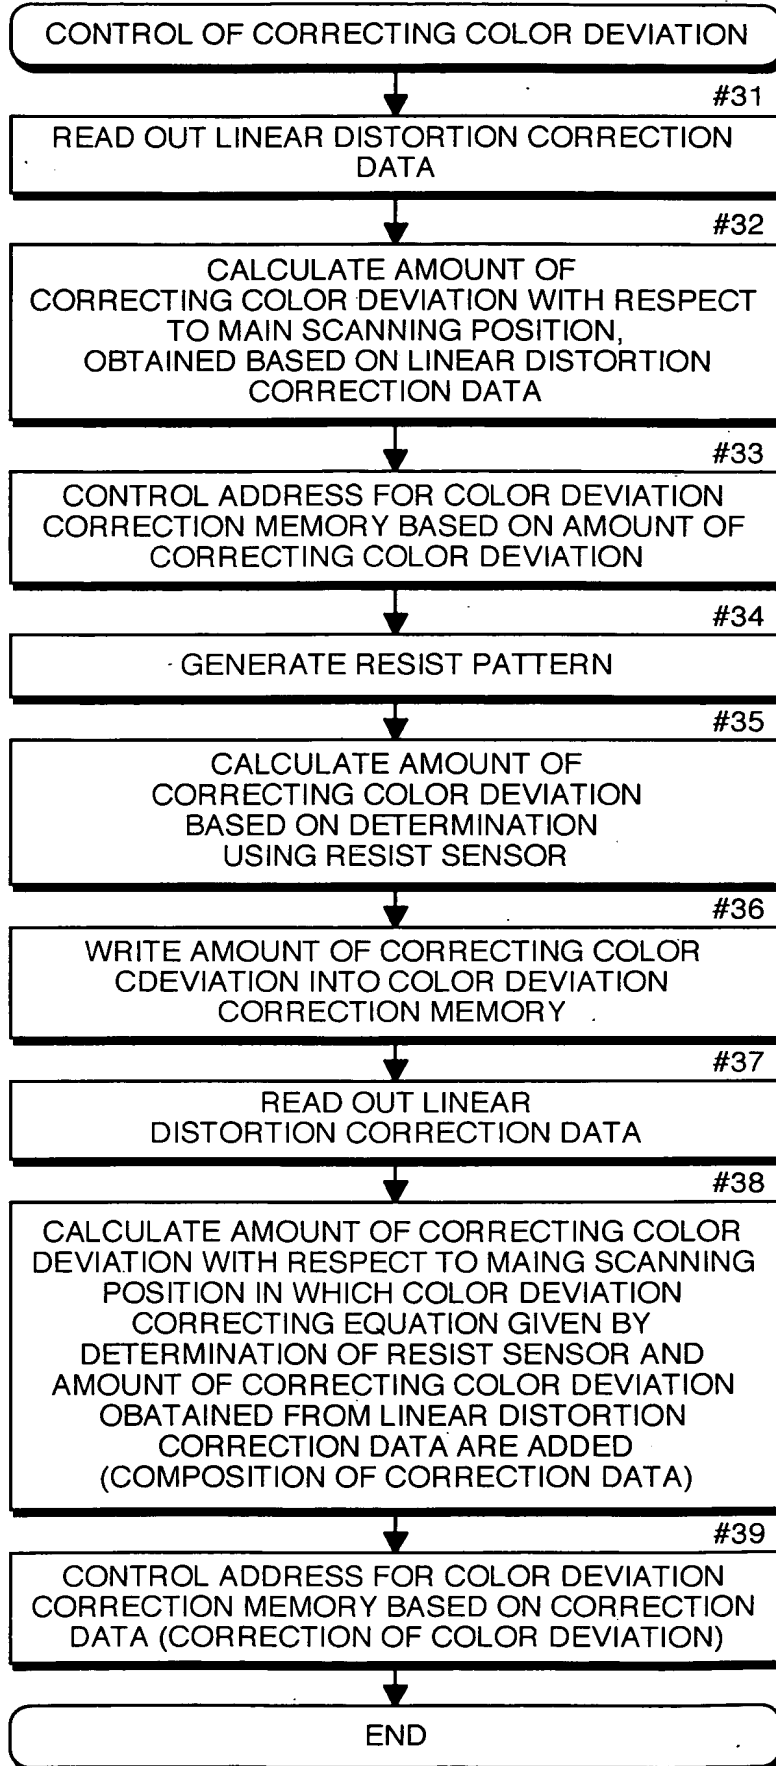 CONTROL OF CORRECTING COLOR DEVIATION
#31
READ OUT LINEAR DISTORTION CORRECTION
DATA
#32
CALCULATE AMOUNT OF
CORRECTING COLOR DEVIATION WITH RESPECT
TO MAIN SCANNING POSITION,
OBTAINED BASED ON LINEAR DISTORTION
CORRECTION DATA
#33
CONTROL ADDRESS FOR COLOR DEVIATION
CORRECTION MEMORY BASED ON AMOUNT OF
CORRECTING COLOR DEVIATION
#34
GENERATE RESIST PATTERN
#35
CALCULATE AMOUNT OF
CORRECTING COLOR DEVIATION
BASED ON DETERMINATION
USING RESIST SENSOR
#36
WRITE AMOUNT OF CORRECTING COLOR
CDEVIATION INTO COLOR DEVIATION
CORRECTION MEMORY
#37
READ OUT LINEAR
DISTORTION CORRECTION DATA
#38
CALCULATE AMOUNT OF CORRECTING COLOR
DEVIATION WITH RESPECT TO MAING SCANNING
POSITION IN WHICH COLOR DEVIATION
CORRECTING EQUATION GIVEN BY
DETERMINATION OF RESIST SENSOR AND
AMOUNT OF CORRECTING COLOR DEVIATION
OBATAINED FROM LINEAR DISTORTION
CORRECTION DATA ARE ADDED
(COMPOSITION OF CORRECTION DATA)
#39
CONTROL ADDRESS FOR COLOR DEVIATION
CORRECTION MEMORY BASED ON CORRECTION
DATA (CORRECTION OF COLOR DEVIATION)
END